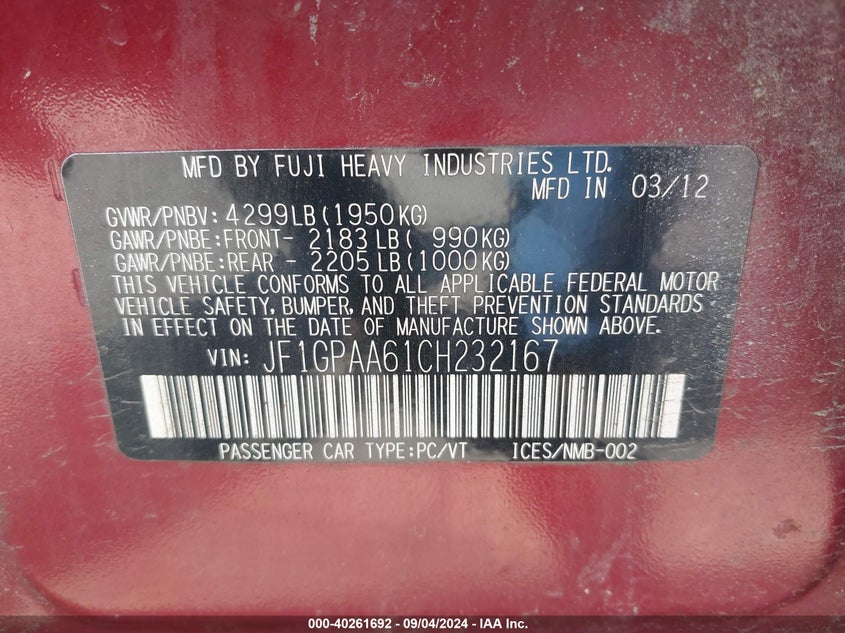 MFD BY FUJI HEAVY INDUSTRIES LTD.
MFD IN 03/12
GVWR/PNBV: 4299LB(1950KG)
GAWR/PNBE:FRONT- 2183LB( 990KG)
GAWR/PNBE:REAR - 2205LB(1000KG)
THIS VEHICLE CONFORMS TO ALL APPLICABLE FEDERAL MOTOR
VEHICLE SAFETY, BUMPER, AND THEFT PREVENTION STANDARDS
IN EFFECT ON THE DATE OF MANUFACTURE SHOWN ABOVE.
VIN: JF1GPAA61CH232167
PASSENGER CAR TYPE:PC/VT ICES/NMB-002
000-40261692 - 09/04/2024 - IAA Inc.